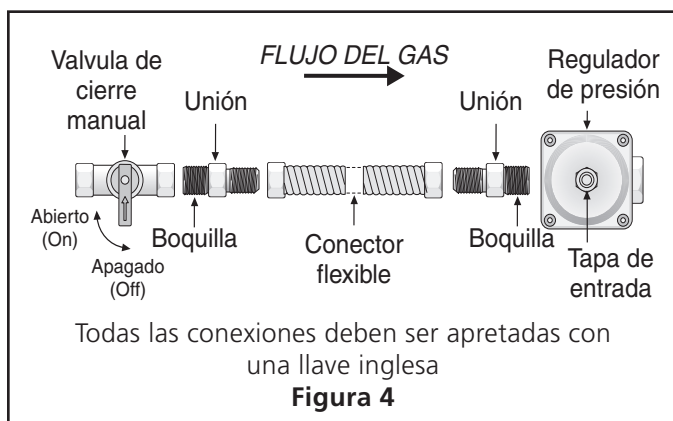 FLUJO DEL GAS
Valvula de
cierre
manual
Unión
Unión
Regulador
de presión
Abierto
(On)
Apagado
(Off)
Boquilla
Conector
flexible
Boquilla
Tapa de
entrada
Todas las conexiones deben ser apretadas con
una llave inglesa
Figura 4